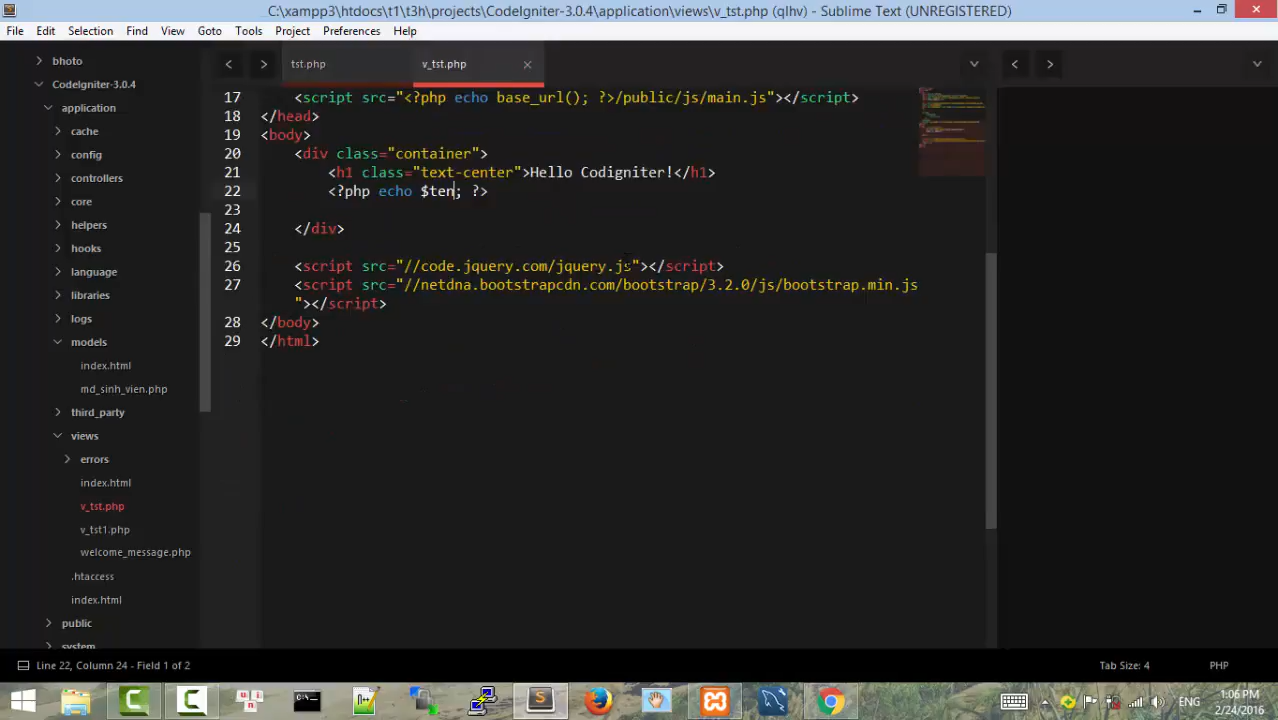 C:\xampp3\htdocs\t1\t3h\projects\CodeIgniter-3.0.4\application\views\v_tst.php (qlhv) - Sublime Text (UNREGISTERED)
File Edit Selection Find View Goto Tools Project Preferences Help
bhoto
CodeIgniter-3.0.4
application
cache
config
controllers
core
helpers
hooks
language
libraries
logs
models
index.html
md_sinh_vien.php
third_party
views
errors
index.html
v_tst.php
v_tst1.php
welcome_message.php
.htaccess
index.html
public
system
tst.php v_tst.php
17 <script src="<?php echo base_url(); ?>/public/js/main.js"></script>
18 </head>
19 <body>
20 <div class="container">
21 <h1 class="text-center">Hello Codigniter!</h1>
22 <?php echo $ten; ?>
23
24 </div>
25
26 <script src="//code.jquery.com/jquery.js"></script>
27 <script src="//netdna.bootstrapcdn.com/bootstrap/3.2.0/js/bootstrap.min.js
"></script>
28 </body>
29 </html>
Line 22, Column 24 - Field 1 of 2 Tab Size: 4 PHP
ENG
1:06 PM
2/24/2016